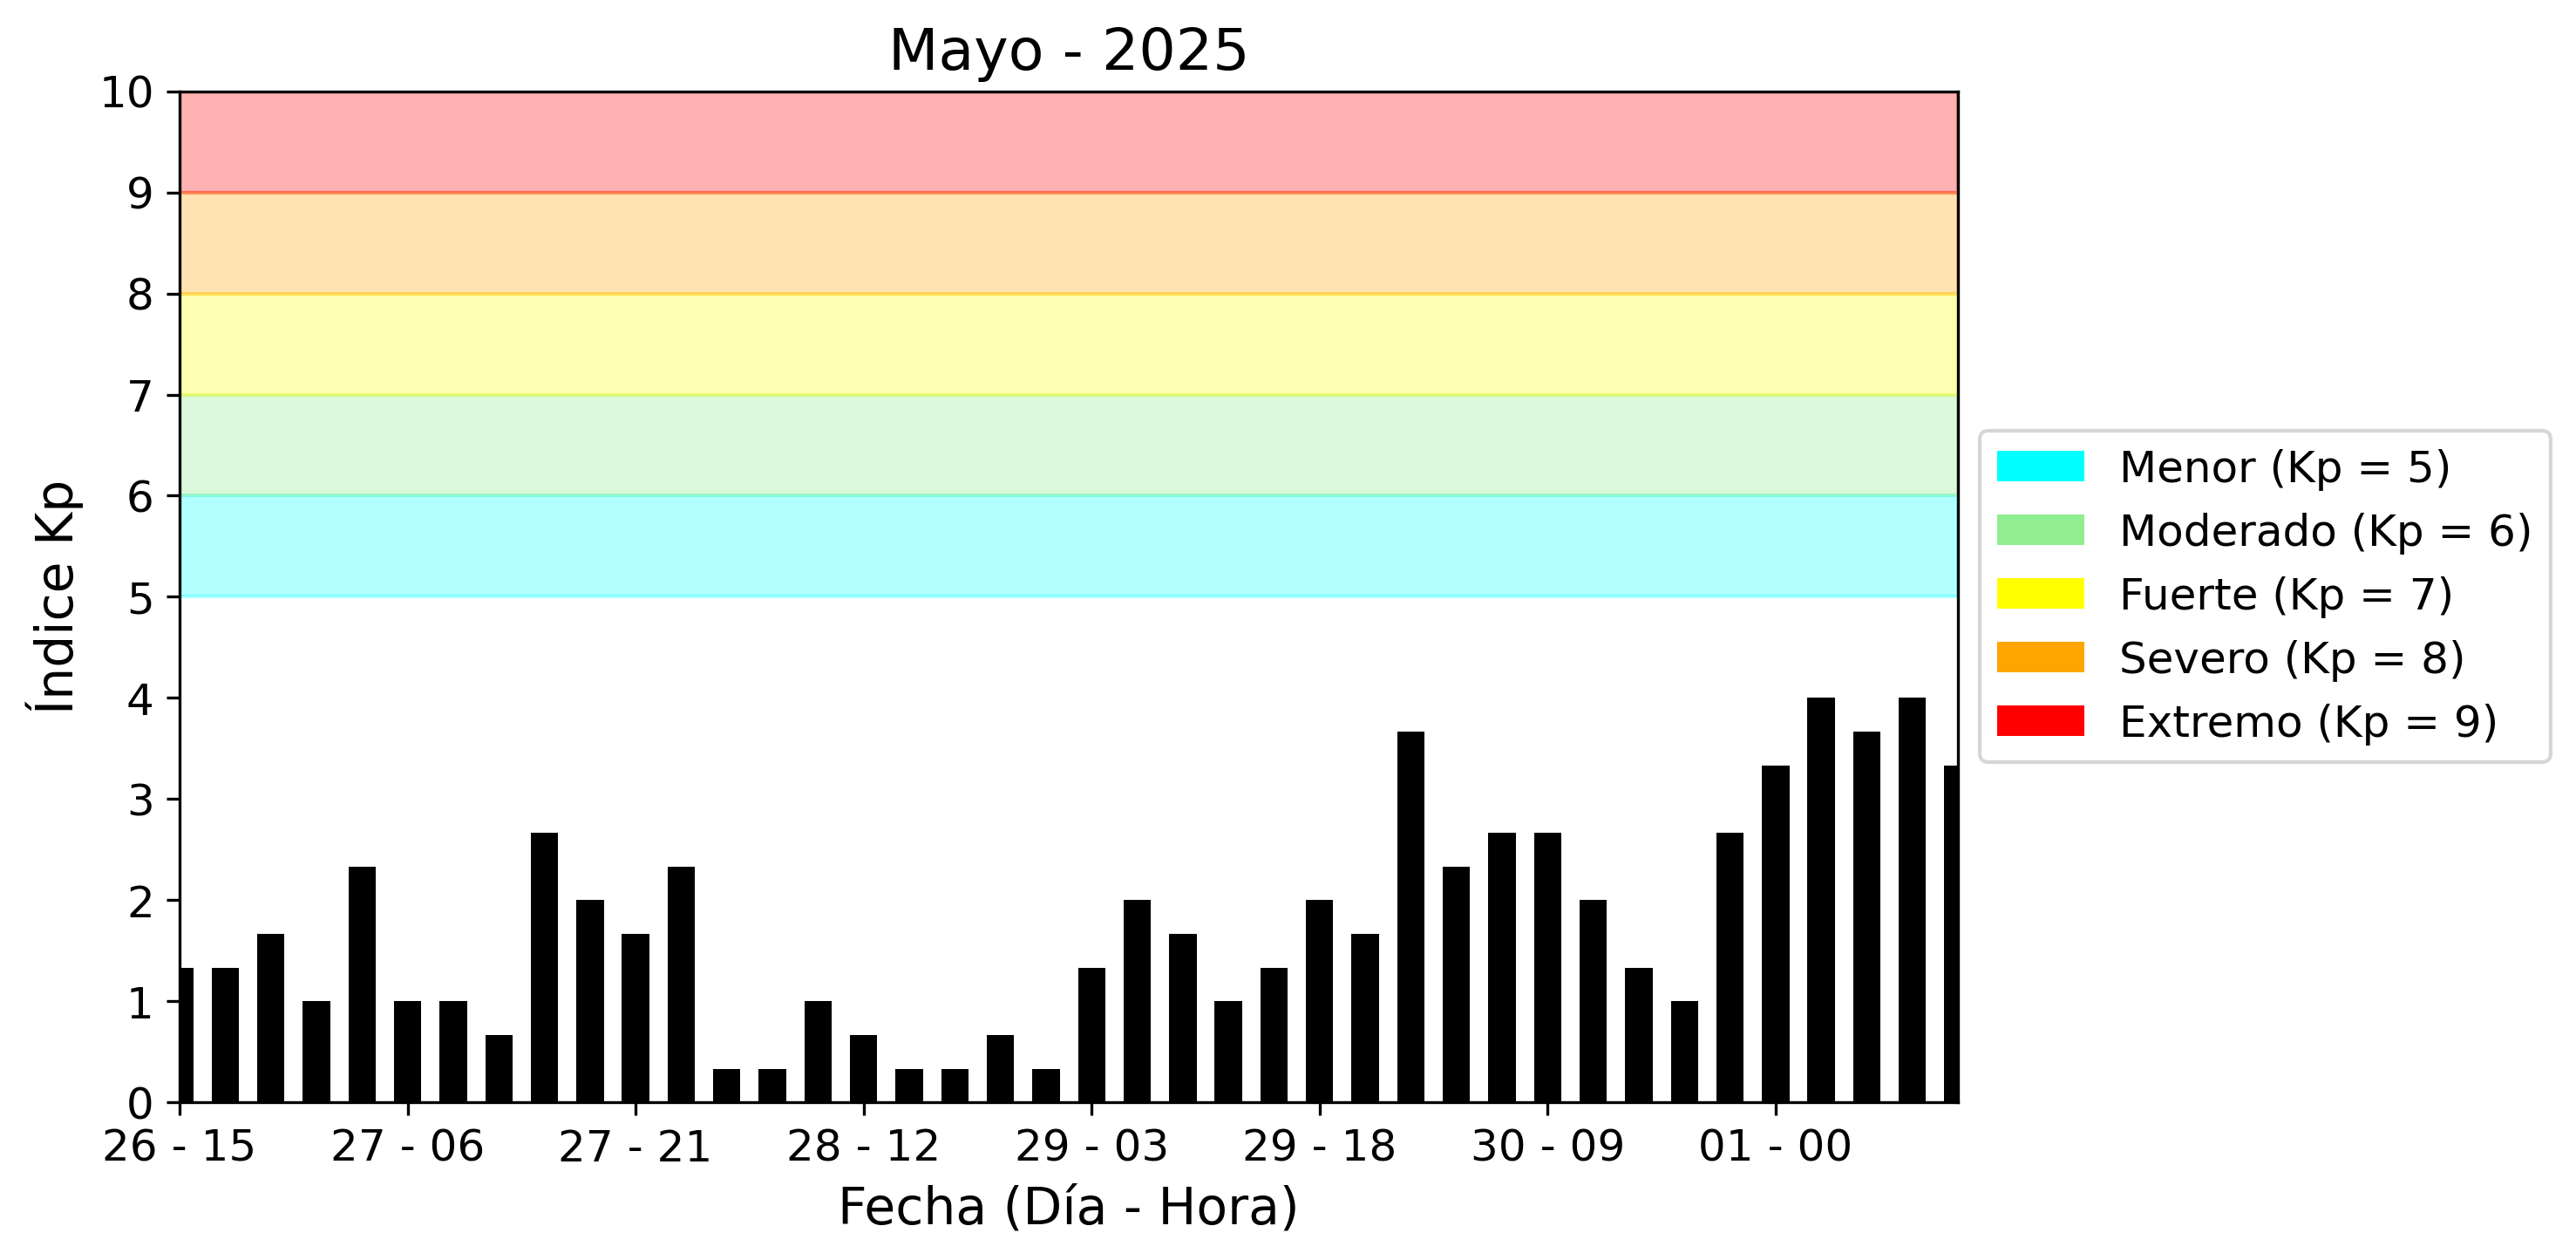 Mayo - 2025
Índice Kp
10
9
8
7
6
5
4
3
2
1
0
26 - 15 27 - 06 27 - 21 28 - 12 29 - 03 29 - 18 30 - 09 01 - 00
Fecha (Día - Hora)
Menor (Kp = 5)
Moderado (Kp = 6)
Fuerte (Kp = 7)
Severo (Kp = 8)
Extremo (Kp = 9)